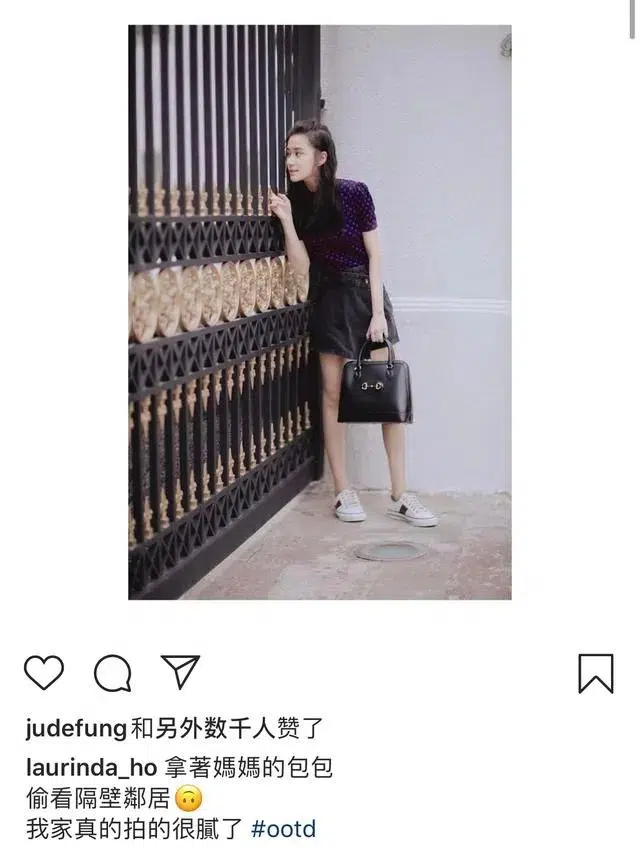 judefung和另外数千人赞了
laurinda_ho 拿著媽媽的包包
偷看隔壁鄰居🙃
我家真的拍的很膩了 #ootd